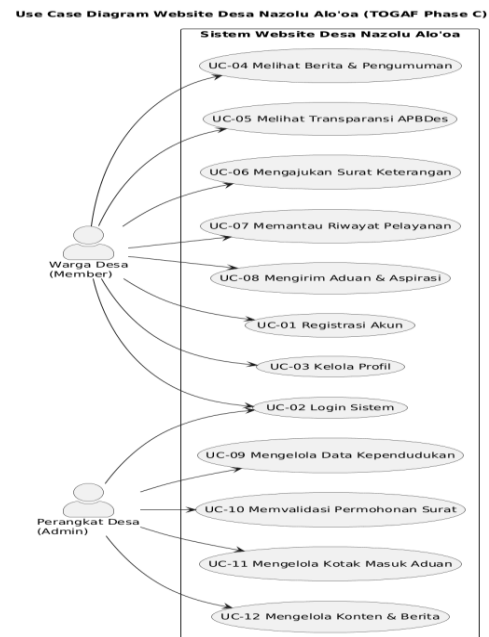 Use Case Diagram Website Desa Nazolu Alo'oa (TOGAF Phase C)
Sistem Website Desa Nazolu Alo'oa
UC-04 Melihat Berita & Pengumuman
UC-05 Melihat Transparansi APBDes
UC-06 Mengajukan Surat Keterangan
UC-07 Memantau Riwayat Pelayanan
Warga Desa
(Member)
UC-08 Mengirim Aduan & Aspirasi
UC-01 Registrasi Akun
UC-03 Kelola Profil
UC-02 Login Sistem
UC-09 Mengelola Data Kependudukan
UC-10 Memvalidasi Permohonan Surat
Perangkat Desa
(Admin)
UC-11 Mengelola Kotak Masuk Aduan
UC-12 Mengelola Konten & Berita